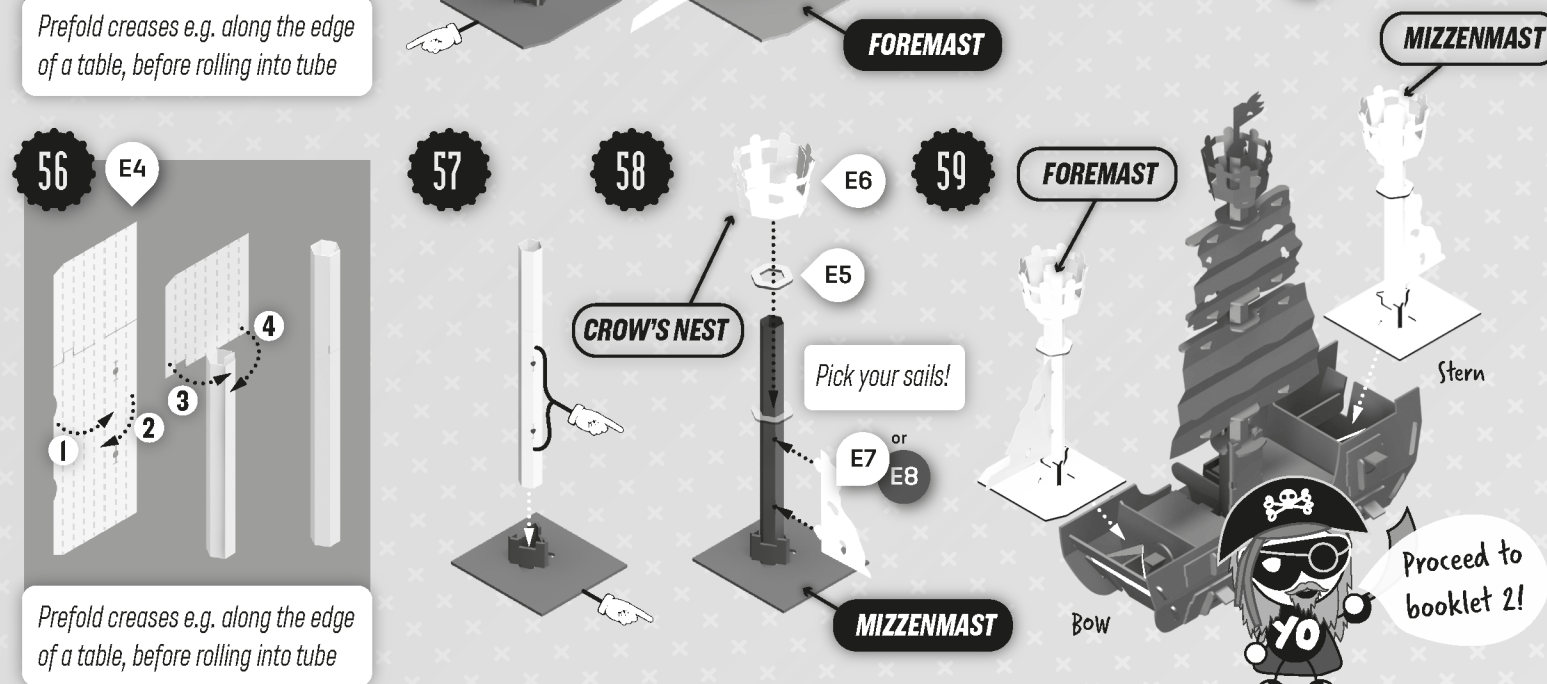 Prefold creases e.g. along the edge
of a table, before rolling into tube
FOREMAST
MIZZENMAST
56
E4
1
2
3
4
Prefold creases e.g. along the edge
of a table, before rolling into tube
57
58
E6
E5
CROW'S NEST
Pick your sails!
E7
or
E8
MIZZENMAST
59
FOREMAST
Stern
Bow
YO
Proceed to
booklet 2!